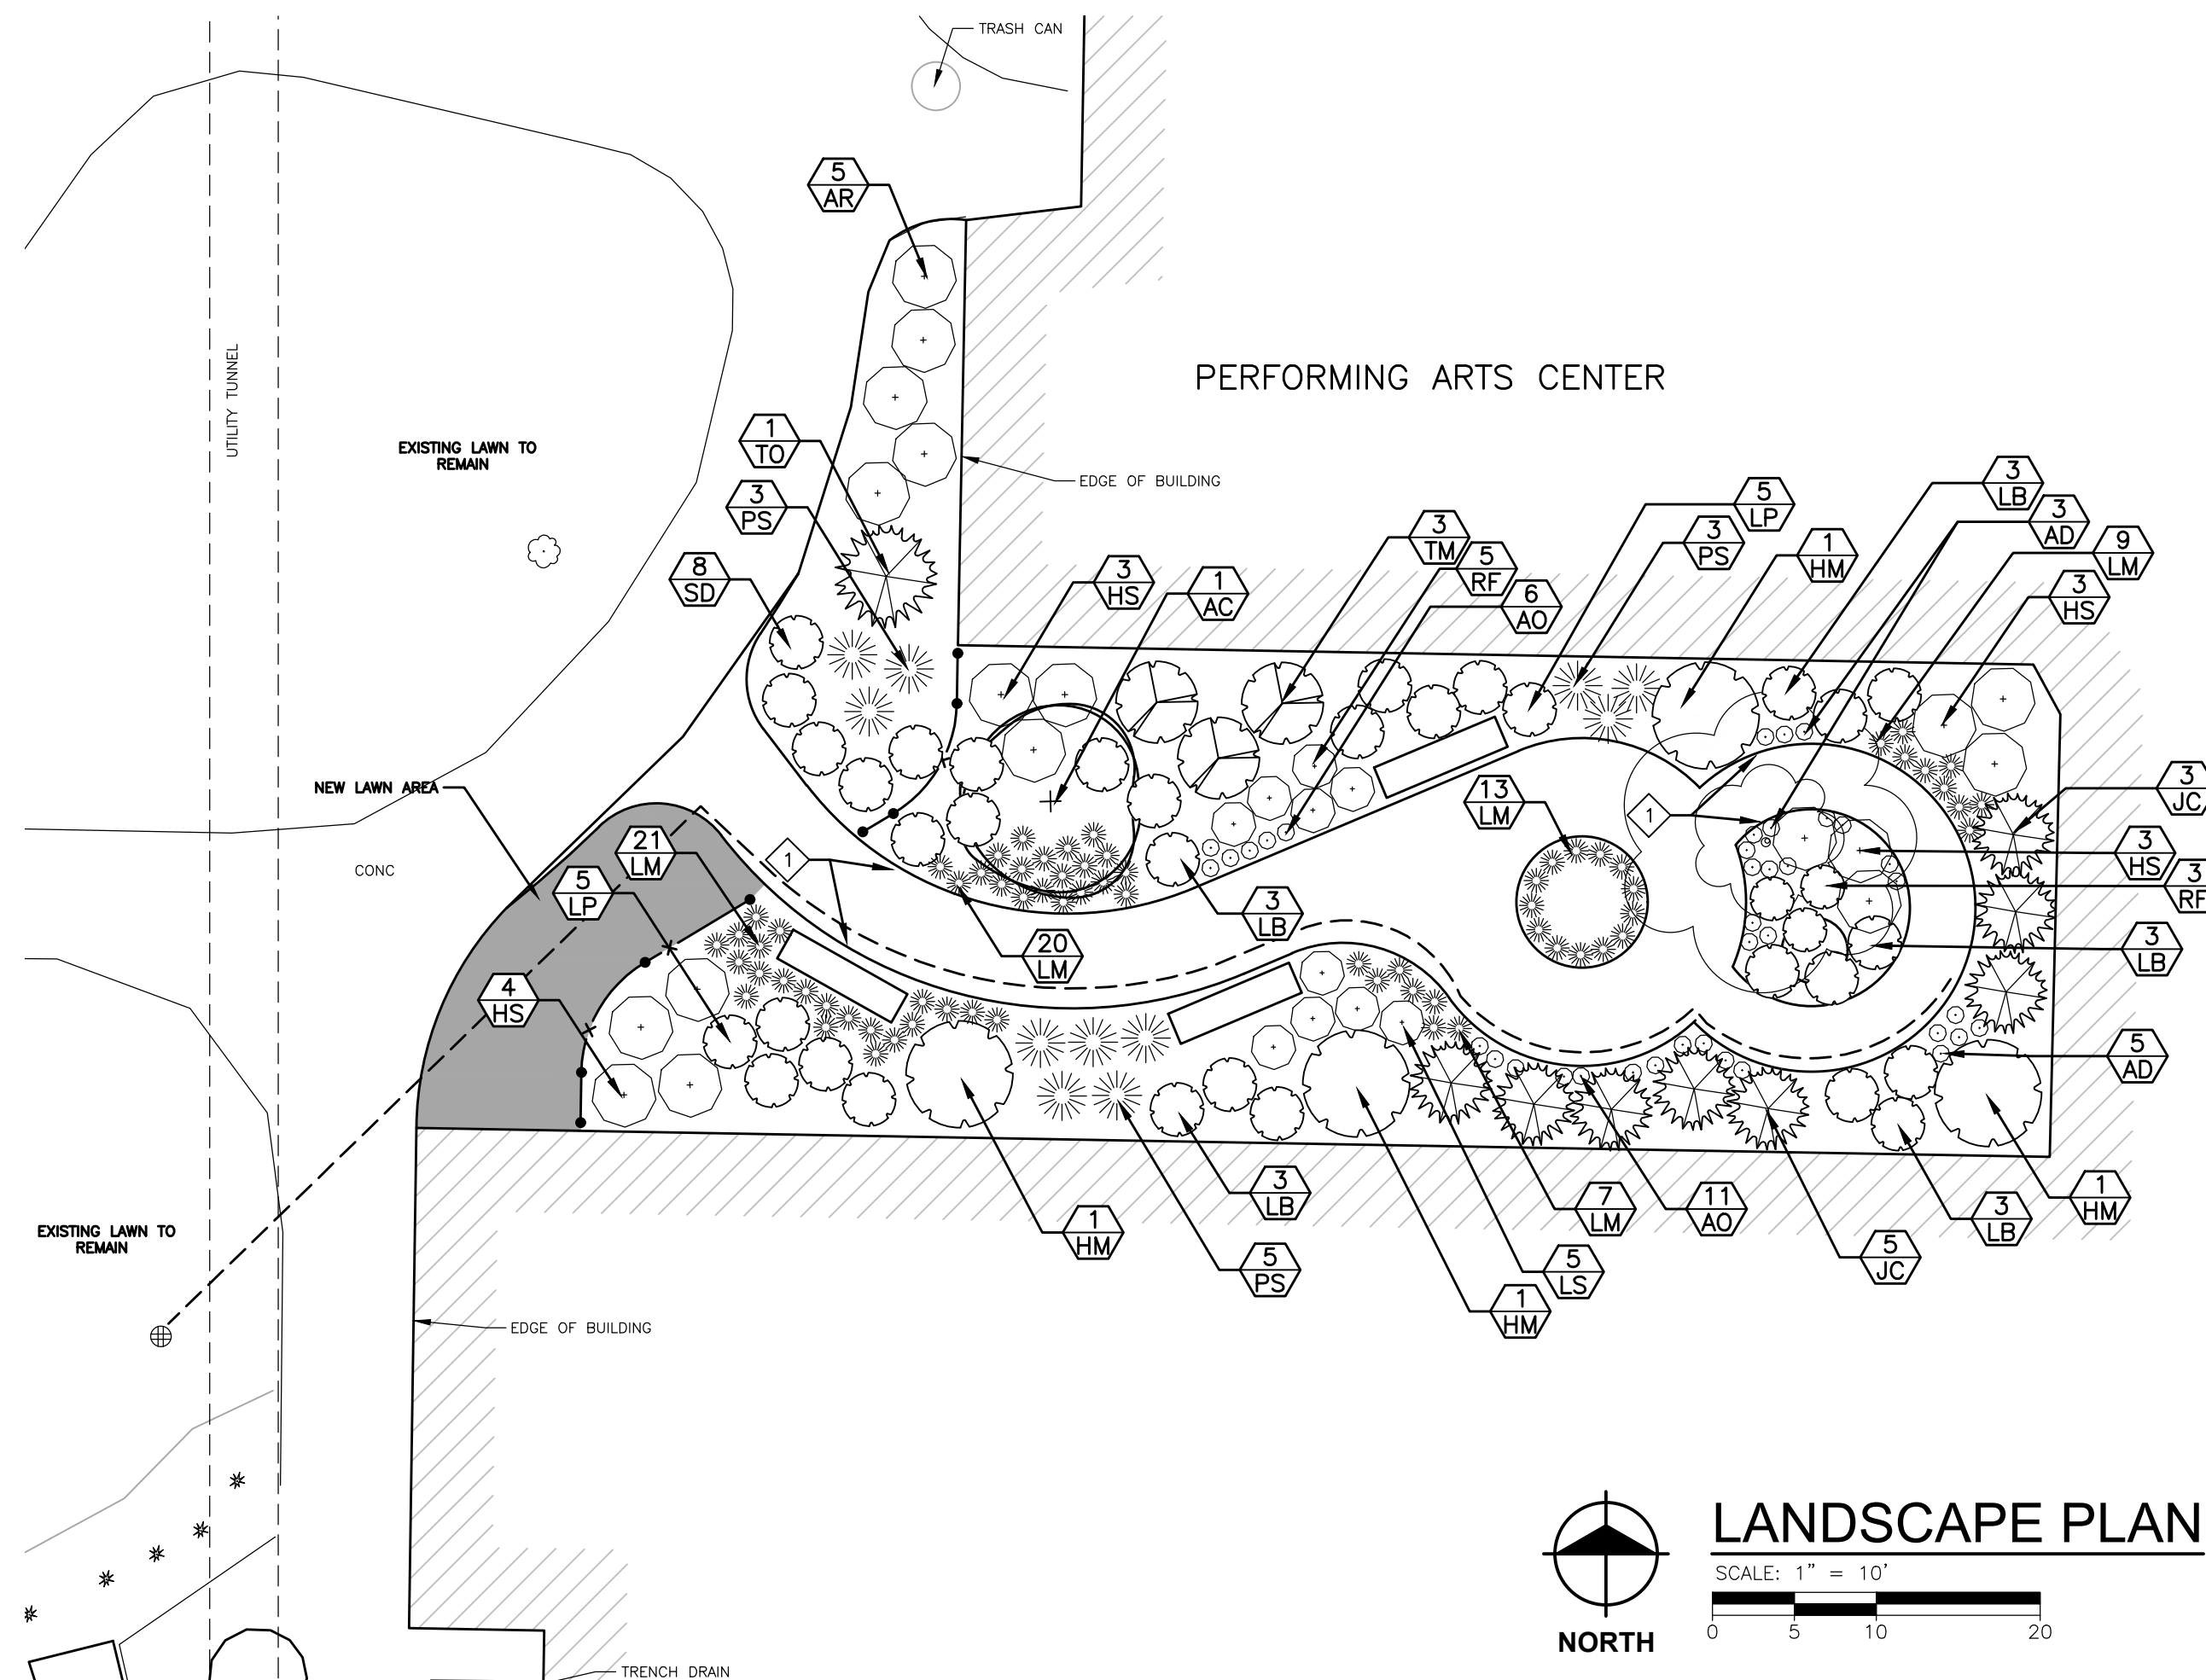 TRASH CAN
5
AR
UTILITY TUNNEL
PERFORMING ARTS CENTER
EXISTING LAWN TO
REMAIN
1
TO
EDGE OF BUILDING
3
PS
3
LB
5
LP
3
AD
3
TM
3
PS
1
HM
9
LM
8
SD
3
HS
1
AC
5
RF
6
AO
3
HS
NEW LAWN AREA
13
LM
1
3
JC
21
LM
1
3
HS
CONC
5
LP
3
RF
3
LB
20
LM
3
LB
4
HS
5
AD
3
LB
7
LM
11
AO
3
LB
1
HM
EXISTING LAWN TO
REMAIN
1
HM
5
PS
5
LS
5
JC
1
HM
EDGE OF BUILDING
LANDSCAPE PLAN
SCALE: 1" = 10'
NORTH
0 5 10 20
TRENCH DRAIN